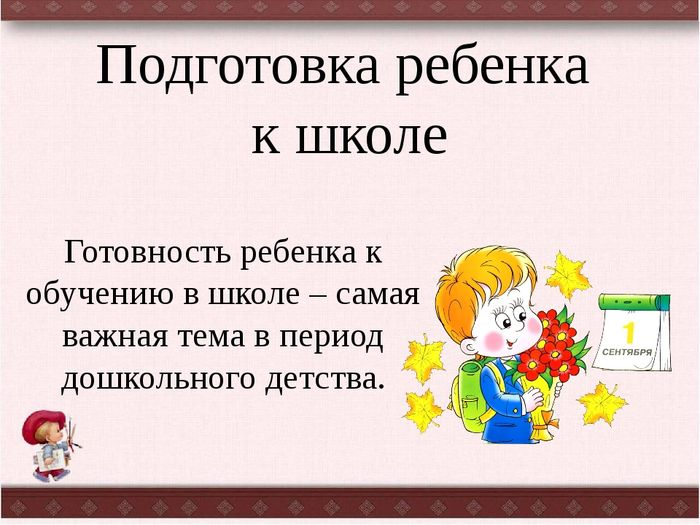 Подготовка ребенка
к школе
Готовность ребенка к
обучению в школе – самая
важная тема в период
дошкольного детства.
1
СЕНТЯБРЯ